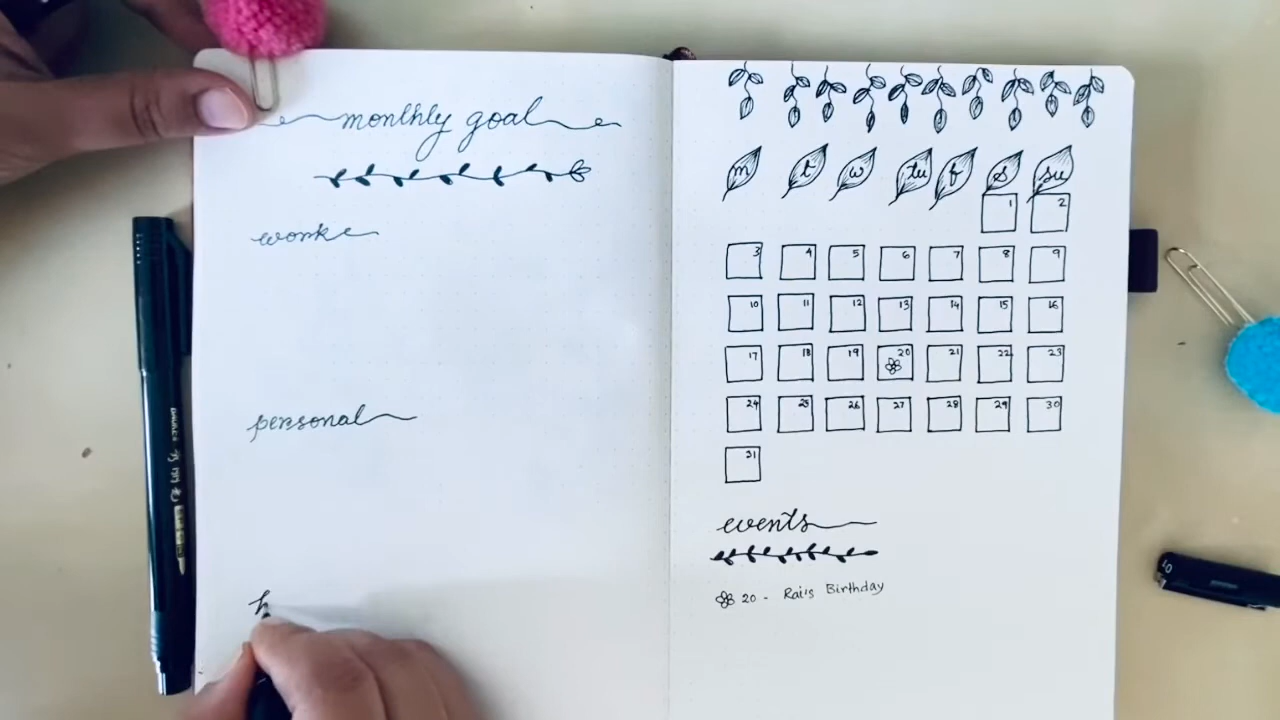 monthly goal
work
personal
h
m t w tu f s su
1 2
3 4 5 6 7 8 9
10 11 12 13 14 15 16
17 18 19 20 21 22 23
24 25 26 27 28 29 30
31
events
20 - Rai's Birthday